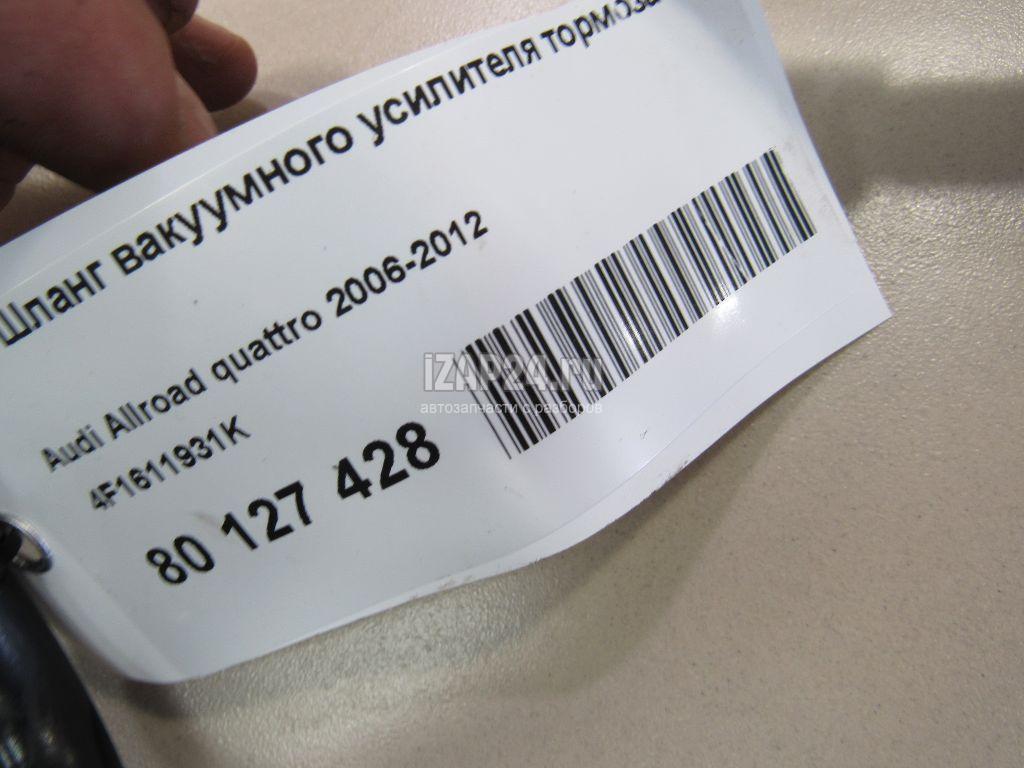 Шланг вакуумного усилителя тормоза
Audi Allroad quattro 2006-2012
4F1611931K
80 127 428
iZAP24.ru
автозапчасти с разборов